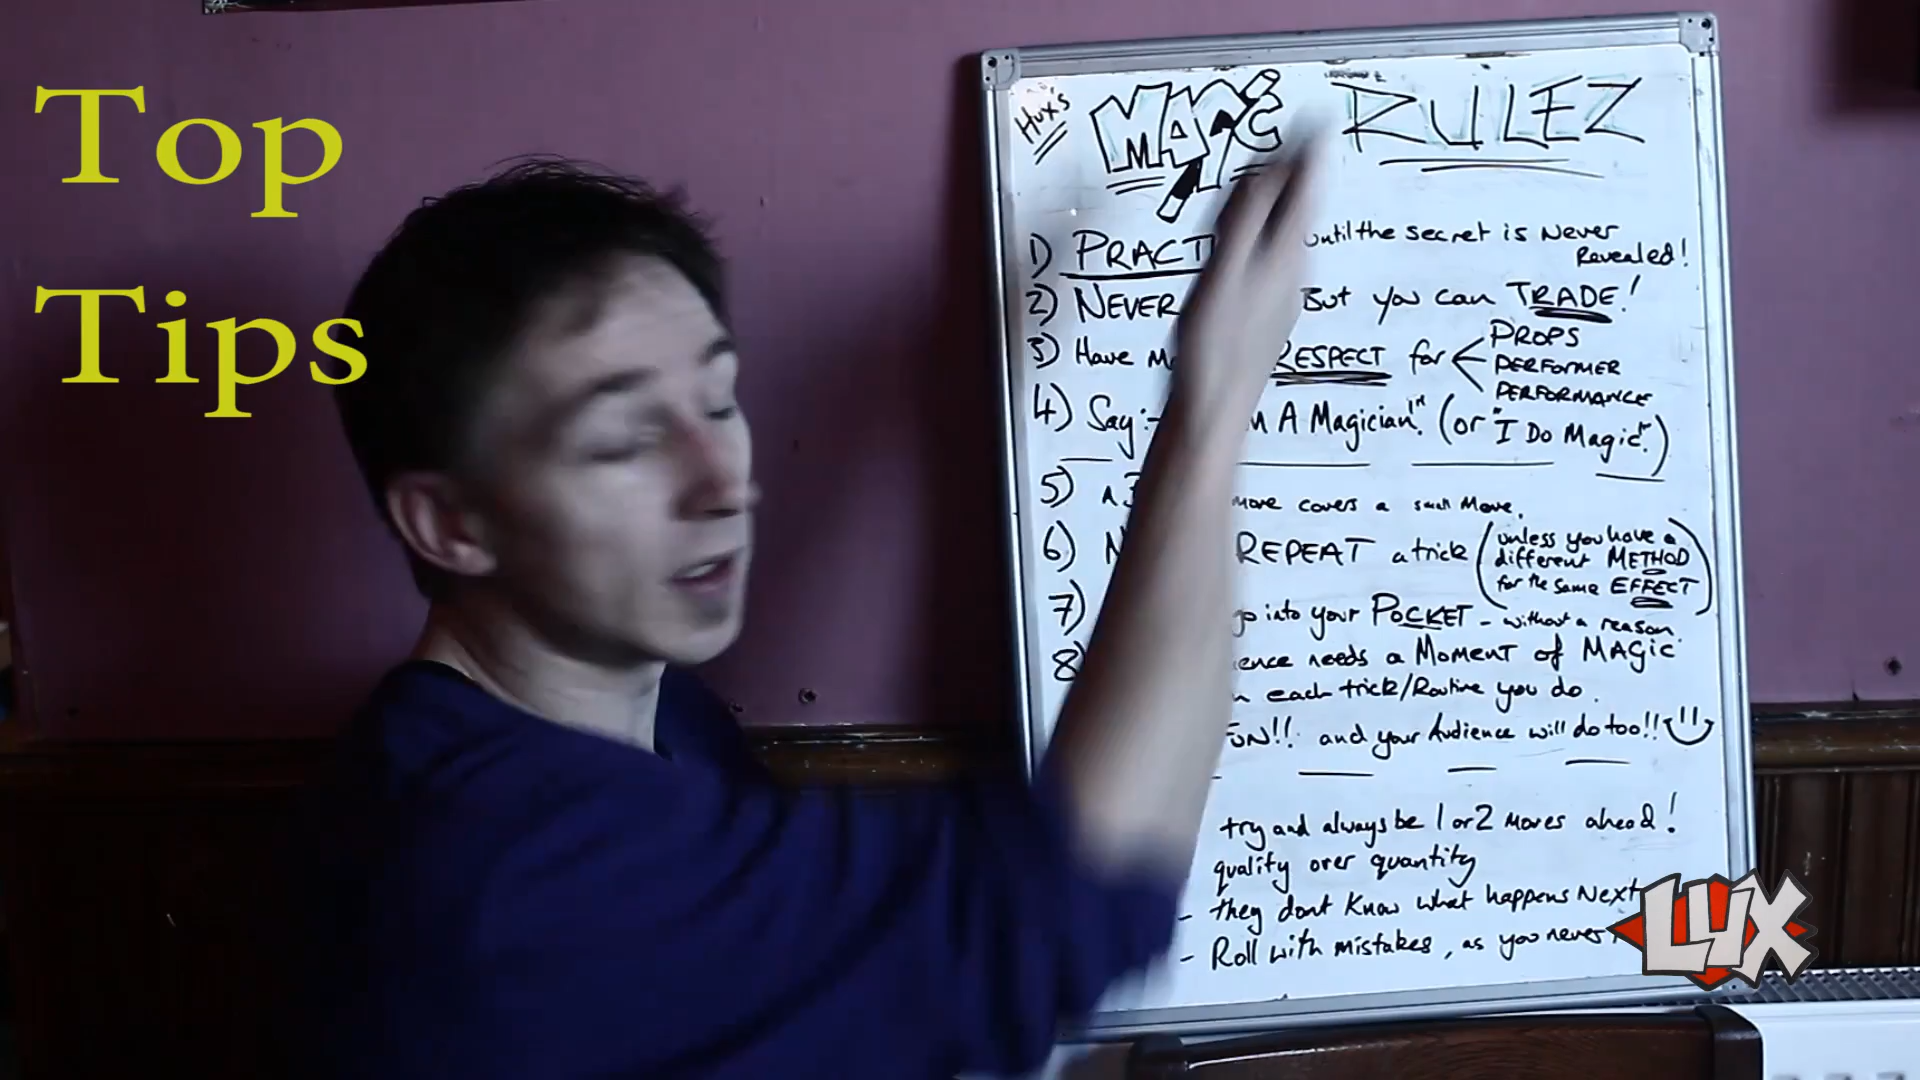 Top
Tips
Hux's
MAGIC RULEZ
1) PRACT until the secret is Never
Revealed!
2) NEVER But you can TRADE!
3) Have RESPECT for PROPS
PERFORMER
PERFORMANCE
4) Say:- A Magician". (or "I Do Magic".)
5) A move covers a small Move.
6) REPEAT a trick (unless you have a
different METHOD
for the same EFFECT)
7) go into your POCKET - without a reason.
8) needs a MOMENT of MAGIC
each trick/Routine you do.
FUN!! and your Audience will do too!!
try and always be 1 or 2 moves ahead!
quality over quantity
- they dont know what happens Next
- Roll with mistakes, as you never
LUX